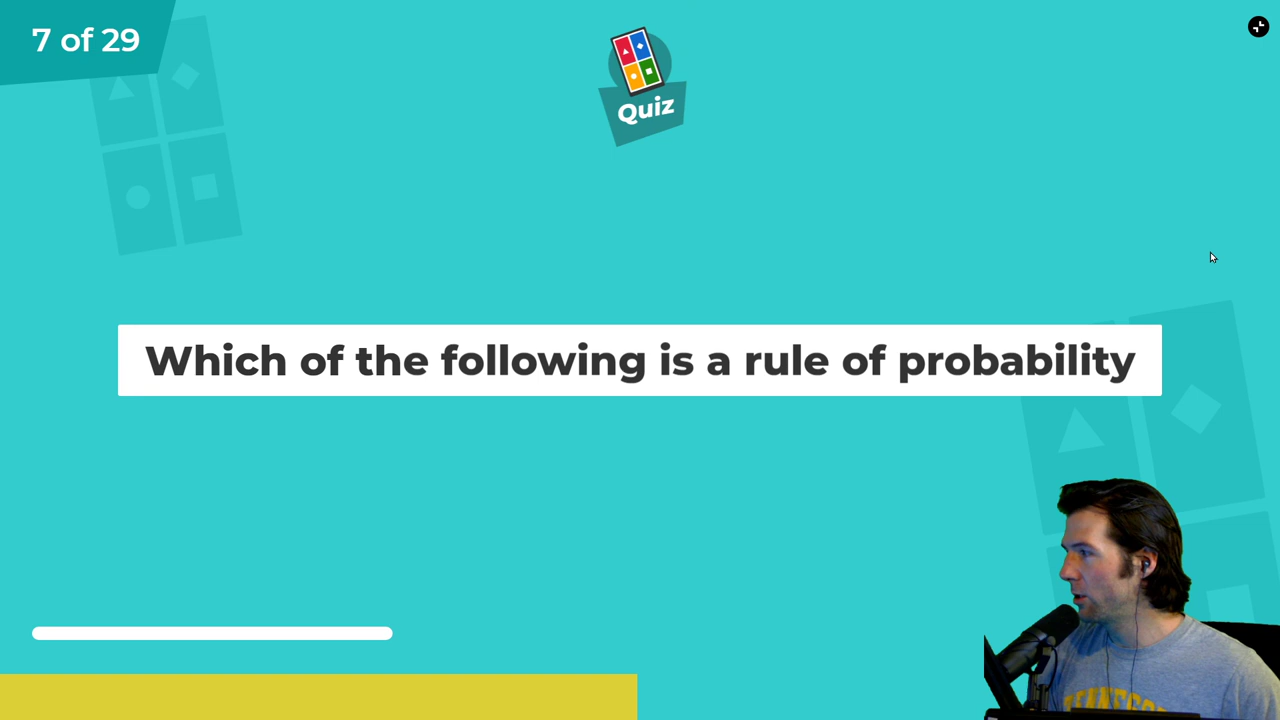 7 of 29
Quiz
Which of the following is a rule of probability